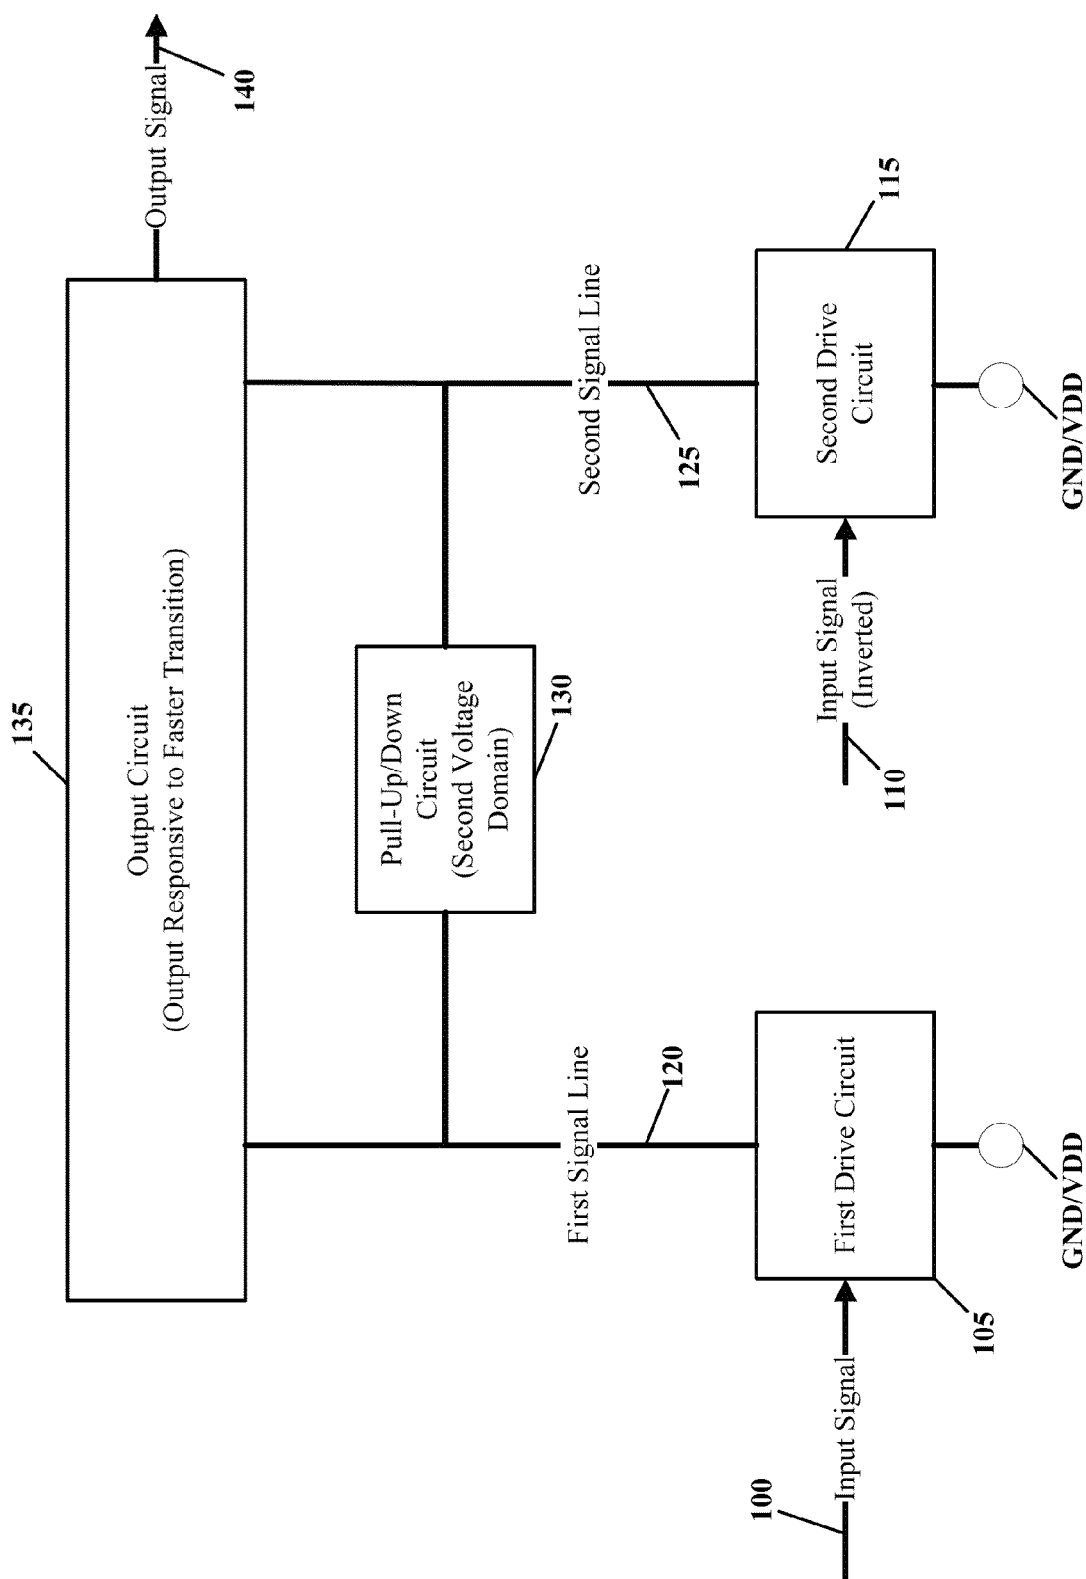 135
Output Circuit
(Output Responsive to Faster Transition)
Output Signal
140
Pull-Up/Down
Circuit
(Second Voltage
Domain)
130
First Signal Line
120
Second Signal Line
125
100
Input Signal
First Drive Circuit
105
GND/VDD
110
Input Signal
(Inverted)
Second Drive
Circuit
115
GND/VDD